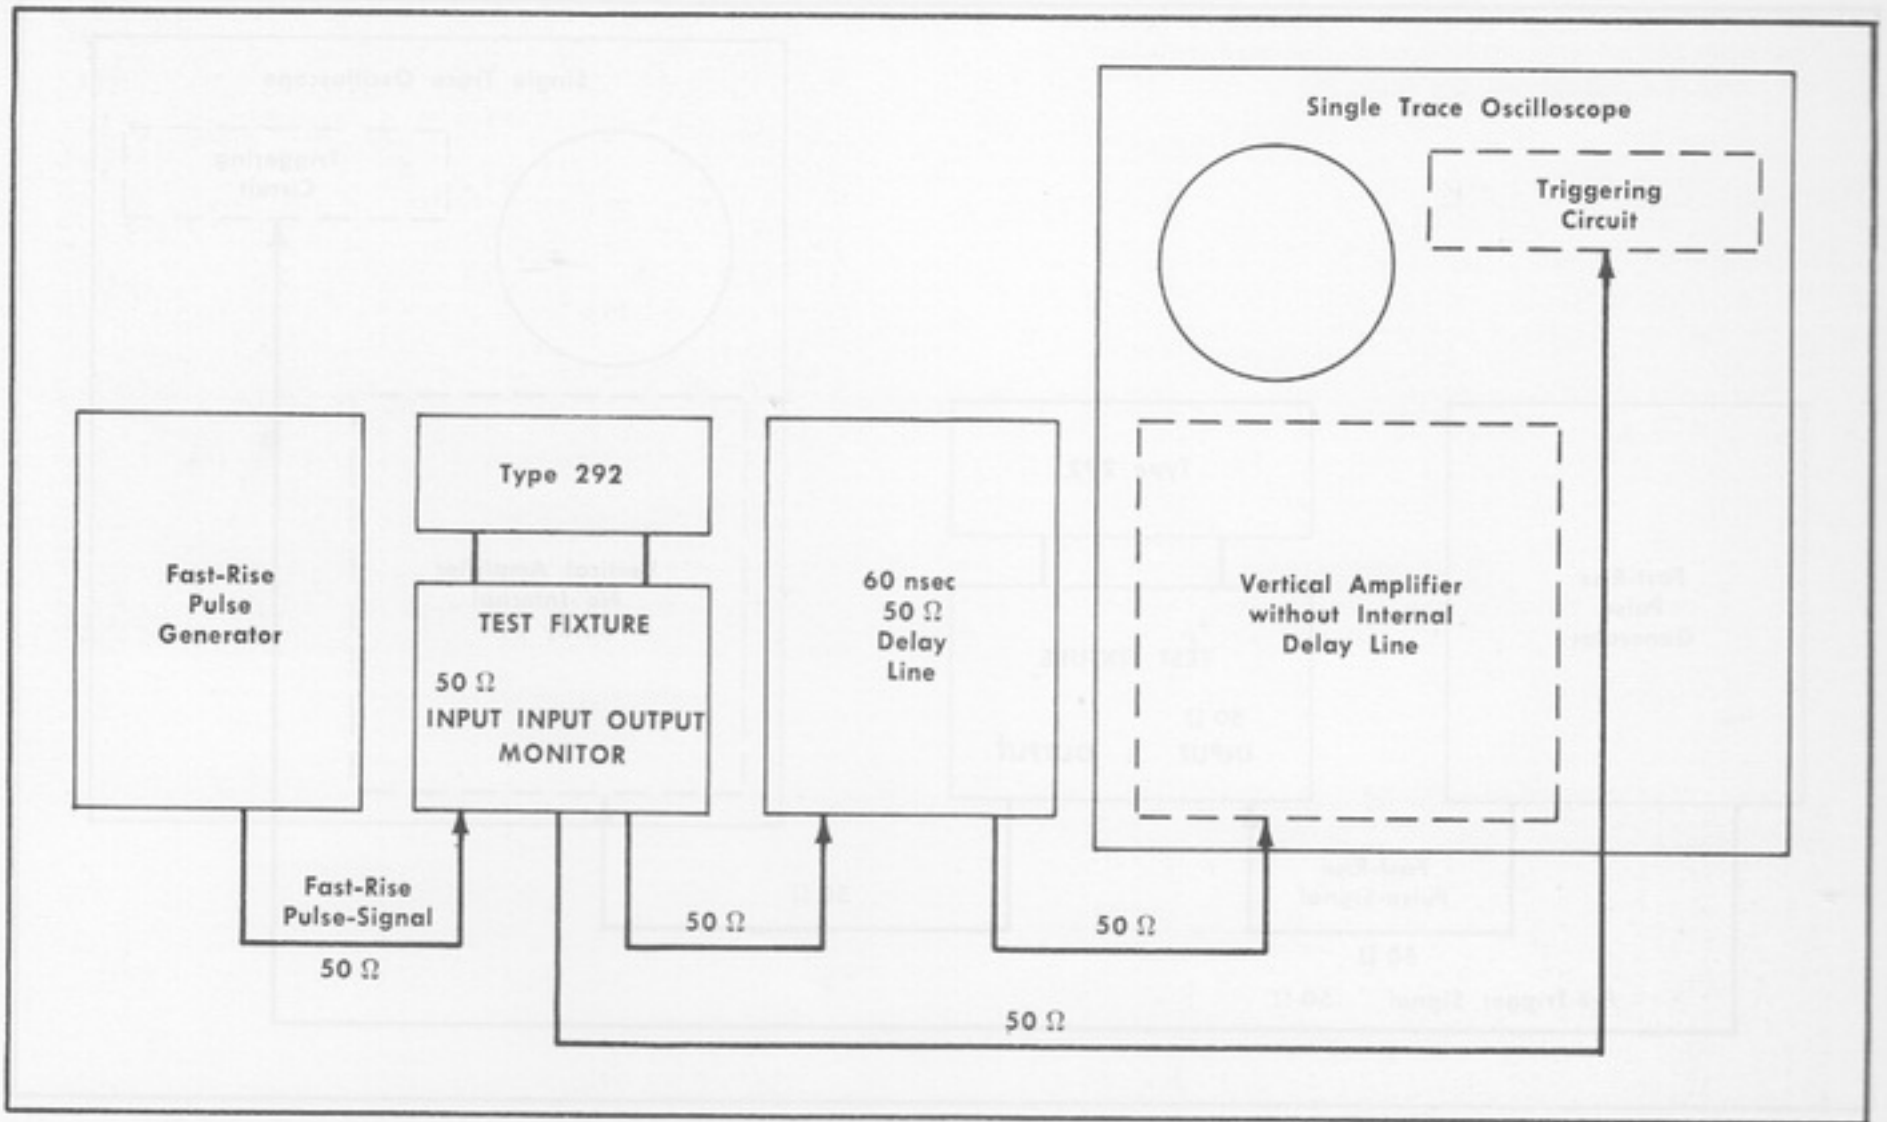 Single Trace Oscilloscope
Triggering
Circuit
Type 292
Fast-Rise
Pulse
Generator
TEST FIXTURE
50 Ω
INPUT INPUT OUTPUT
MONITOR
60 nsec
50 Ω
Delay
Line
Vertical Amplifier
without Internal
Delay Line
Fast-Rise
Pulse-Signal
50 Ω
50 Ω
50 Ω
50 Ω